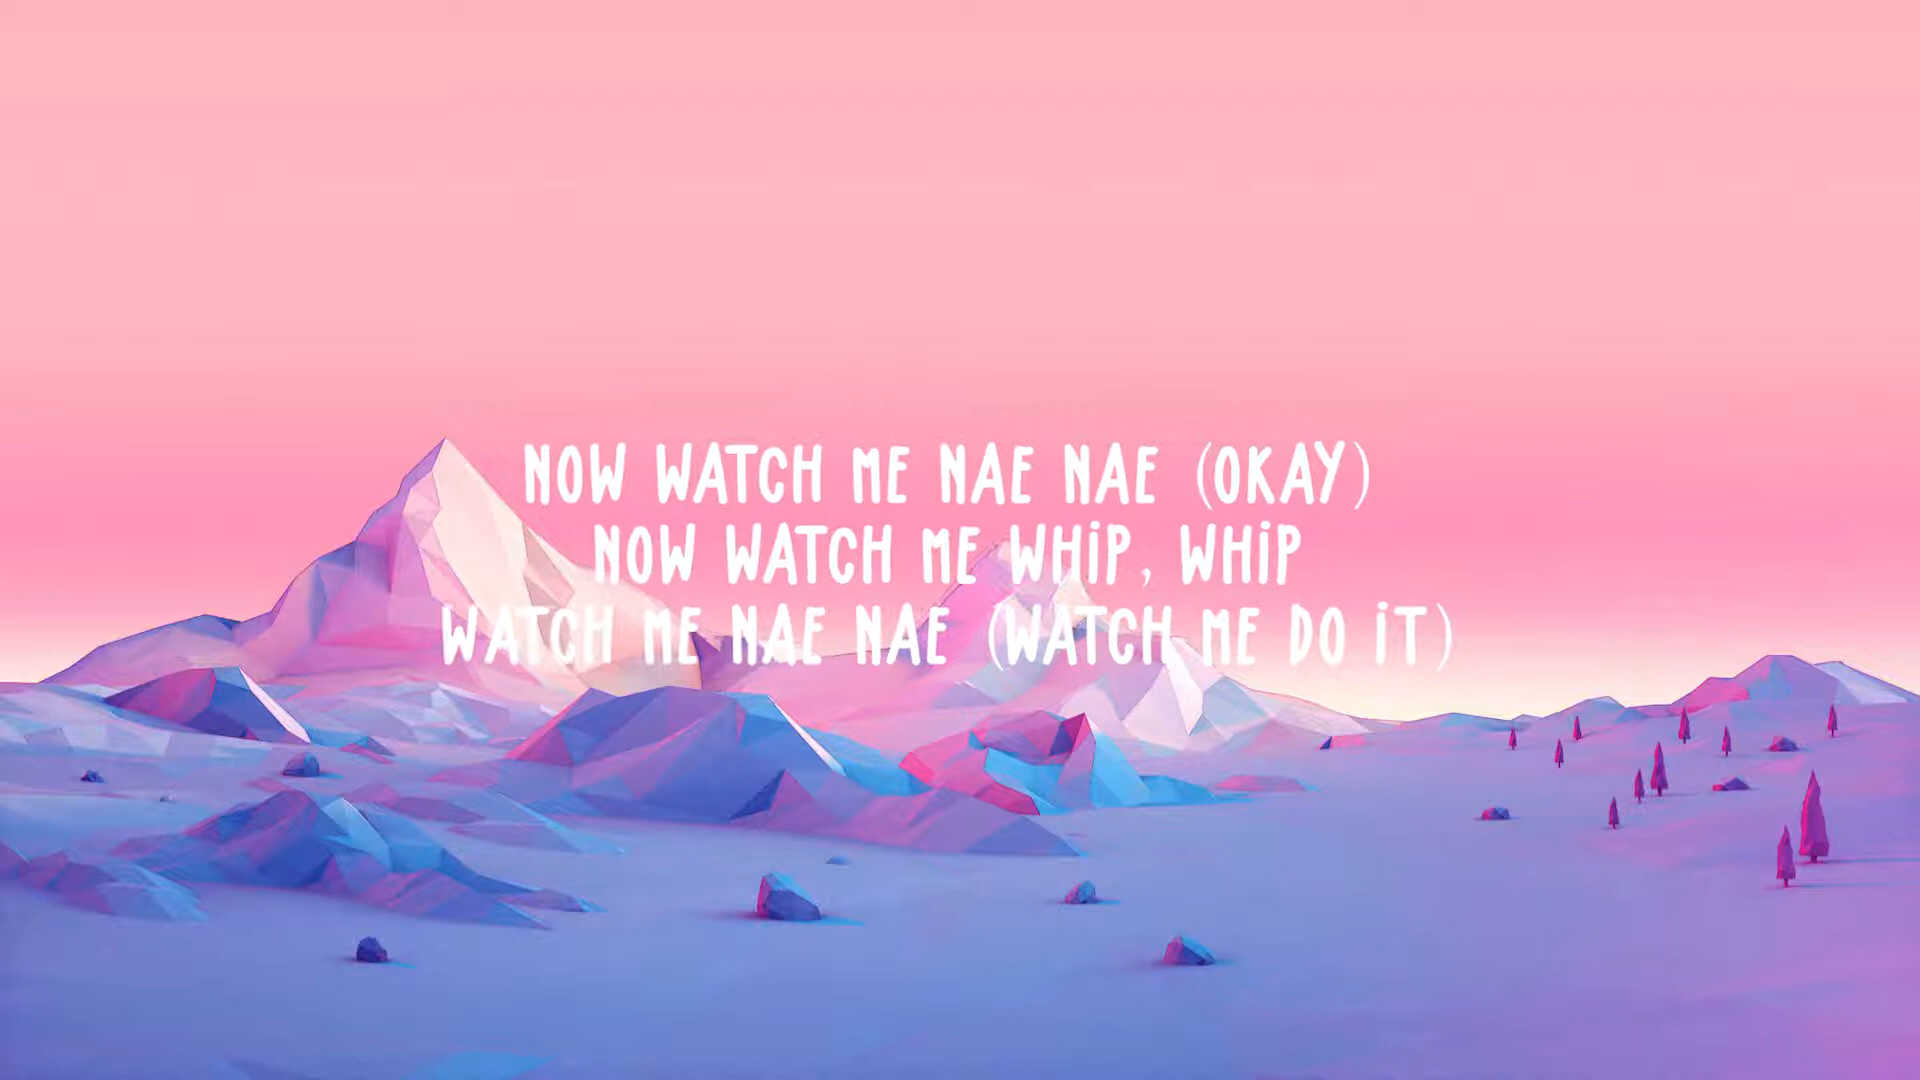 NOW WATCH ME NAE NAE (OKAY)
NOW WATCH ME WHiP, WHiP
WATCH ME NAE NAE (WATCH ME DO iT)